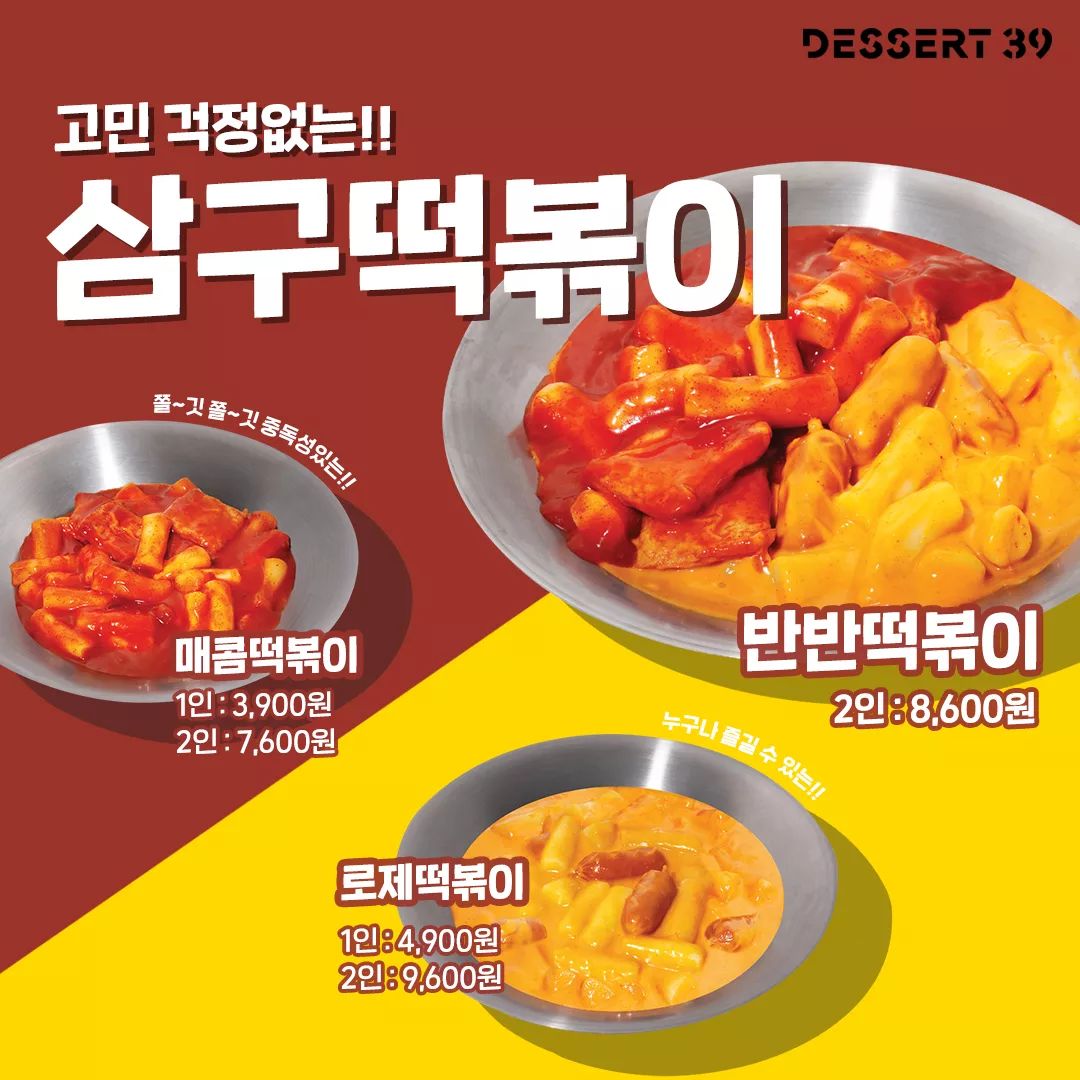 DESSERT 39
고민 걱정없는!!
삼구떡볶이
쫄~깃 쫄~깃 중독성있는!!
매콤떡볶이
1인 : 3,900원
2인 : 7,600원
반반떡볶이
2인 : 8,600원
누구나 즐길 수 있는!!
로제떡볶이
1인 : 4,900원
2인 : 9,600원